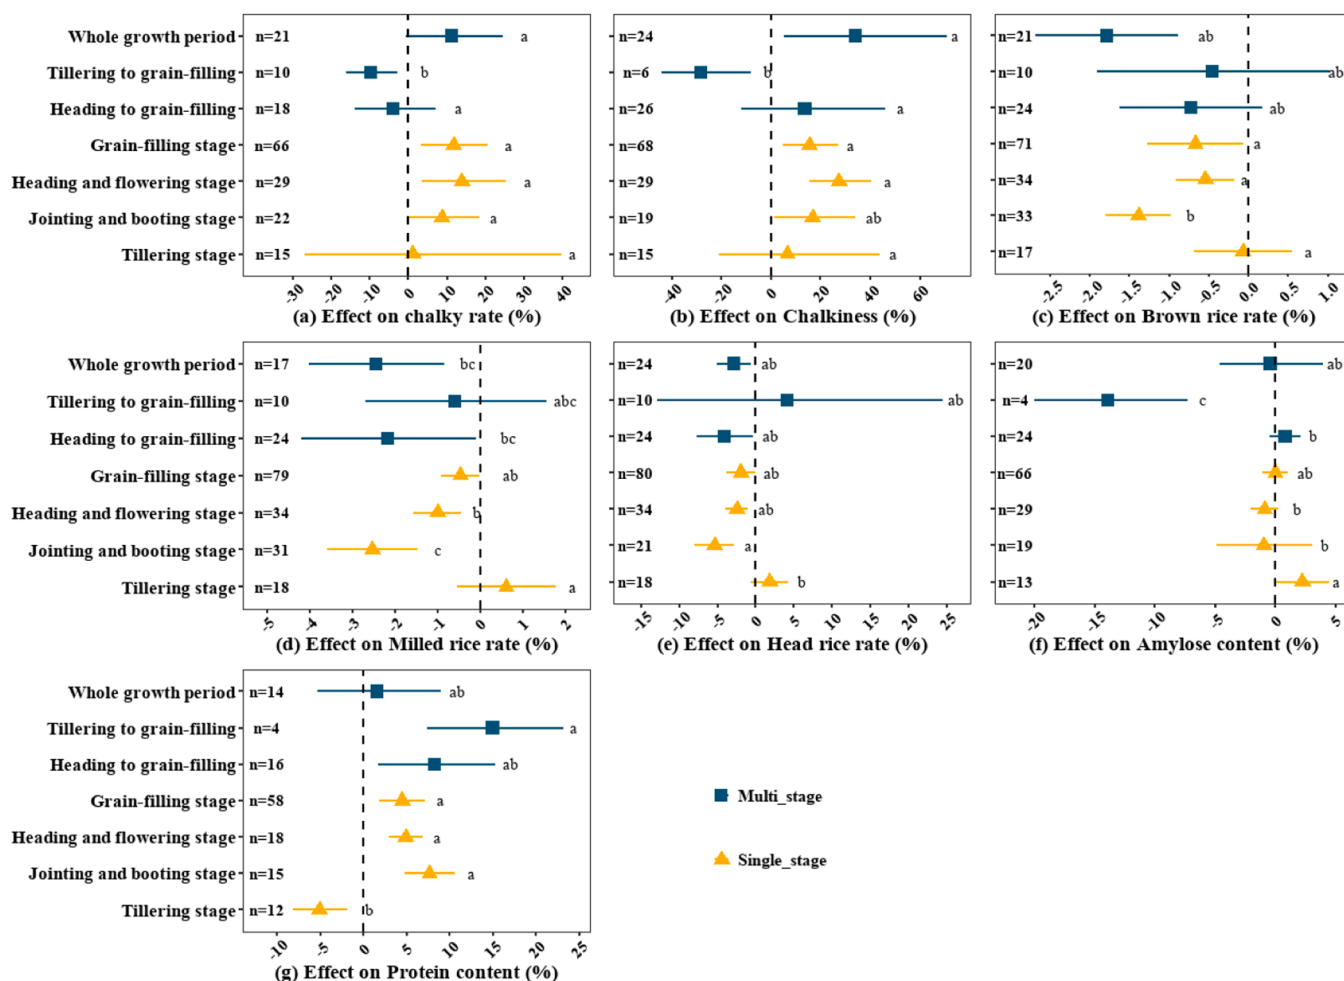 Whole growth period n=21 a
Tillering to grain-filling n=10 b
Heading to grain-filling n=18 a
Grain-filling stage n=66 a
Heading and flowering stage n=29 a
Jointing and booting stage n=22 a
Tillering stage n=15 a
-30 -20 -10 0 10 20 30 40
(a) Effect on chalky rate (%)
n=24 a
n=6 b
n=26 a
n=68 a
n=29 a
n=19 ab
n=15 a
-40 -20 0 20 40 60
(b) Effect on Chalkiness (%)
n=21 ab
n=10 ab
n=24 ab
n=71 a
n=34 a
n=33 b
n=17 a
-2.5 -2.0 -1.5 -1.0 -0.5 0.0 0.5 1.0
(c) Effect on Brown rice rate (%)
Whole growth period n=17 bc
Tillering to grain-filling n=10 abc
Heading to grain-filling n=24 bc
Grain-filling stage n=79 ab
Heading and flowering stage n=34 b
Jointing and booting stage n=31 c
Tillering stage n=18 a
-5 -4 -3 -2 -1 0 1 2
(d) Effect on Milled rice rate (%)
n=24 ab
n=10 ab
n=24 ab
n=80 ab
n=34 ab
n=21 a
n=18 b
-15 -10 -5 0 5 10 15 20 25
(e) Effect on Head rice rate (%)
n=20 ab
n=4 c
n=24 b
n=66 ab
n=29 b
n=19 b
n=13 a
-20 -15 -10 -5 0 5
(f) Effect on Amylose content (%)
Whole growth period n=14 ab
Tillering to grain-filling n=4 a
Heading to grain-filling n=16 ab
Grain-filling stage n=58 a
Heading and flowering stage n=18 a
Jointing and booting stage n=15 a
Tillering stage n=12 b
-10 -5 0 5 10 15 20 25
(g) Effect on Protein content (%)
Multi_stage
Single_stage